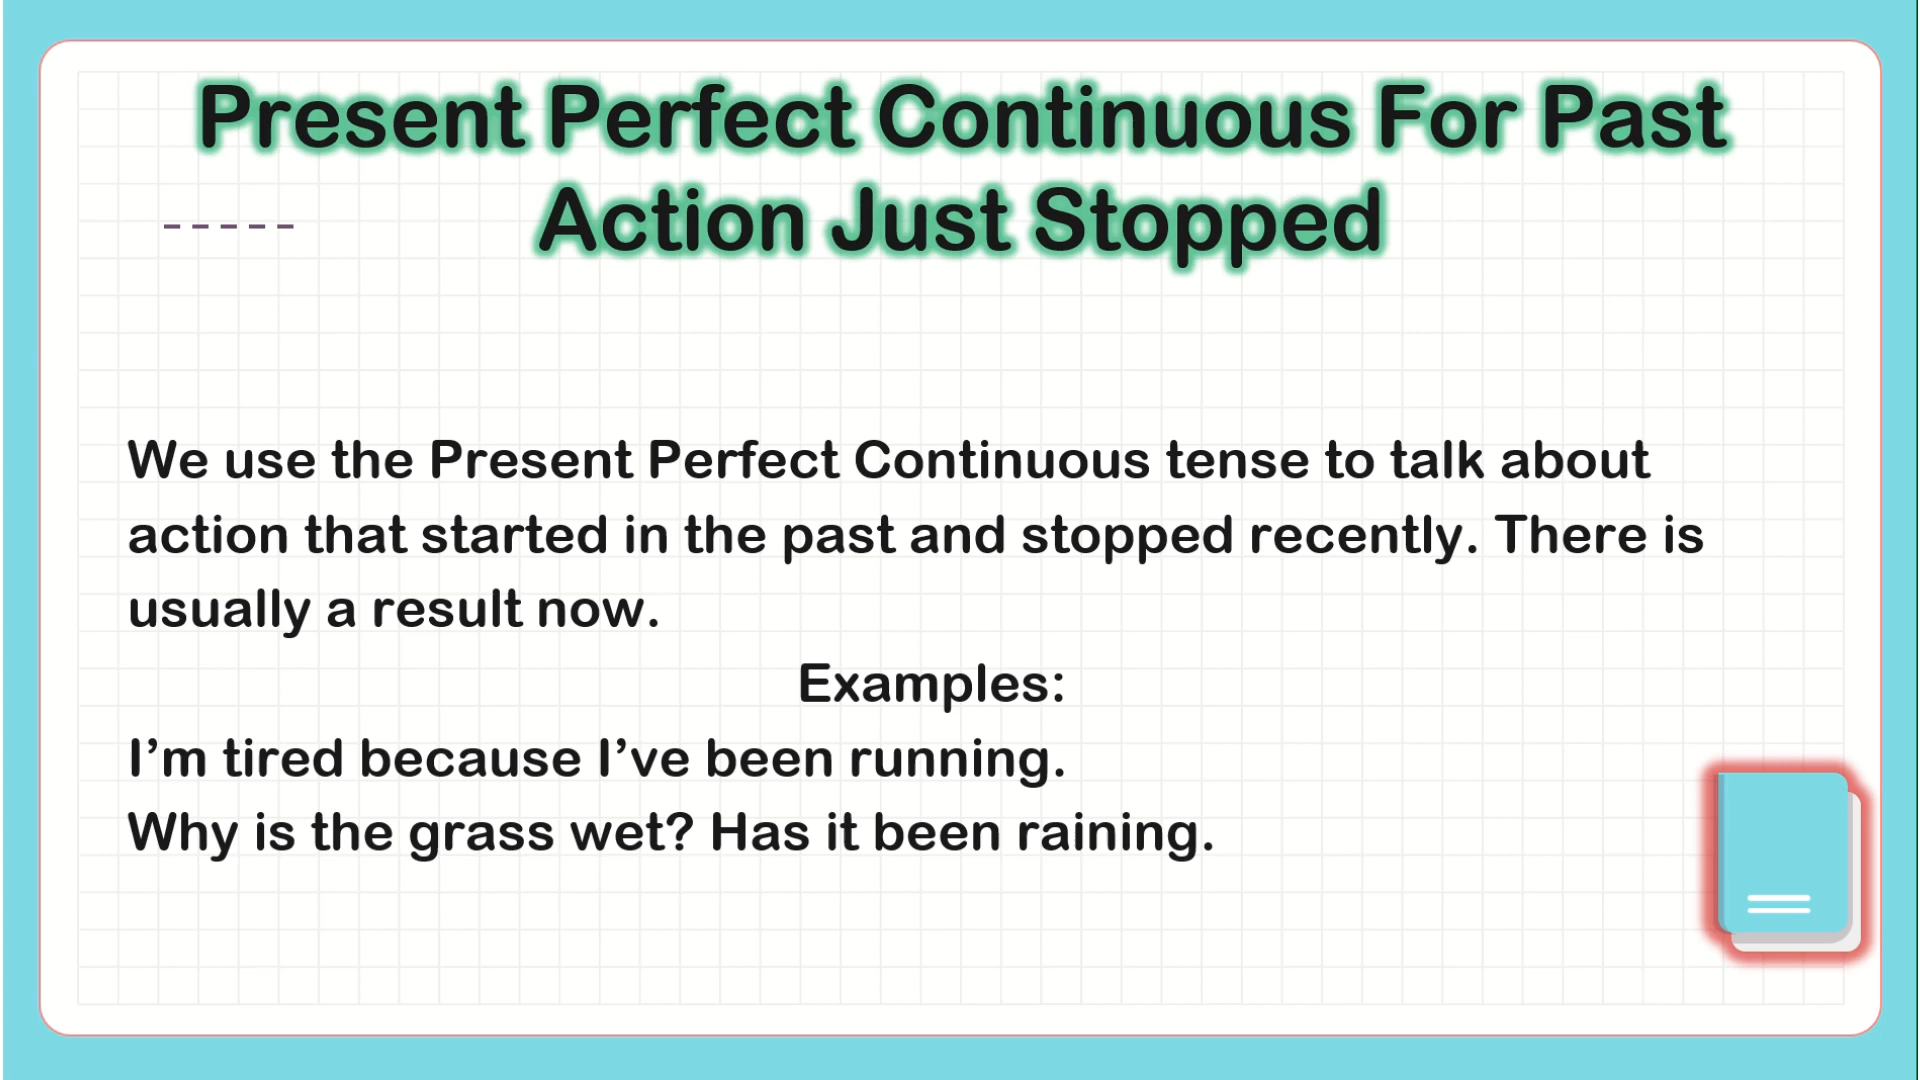 Present Perfect Continuous For Past
Action Just Stopped
We use the Present Perfect Continuous tense to talk about
action that started in the past and stopped recently. There is
usually a result now.
Examples:
I’m tired because I’ve been running.
Why is the grass wet? Has it been raining.